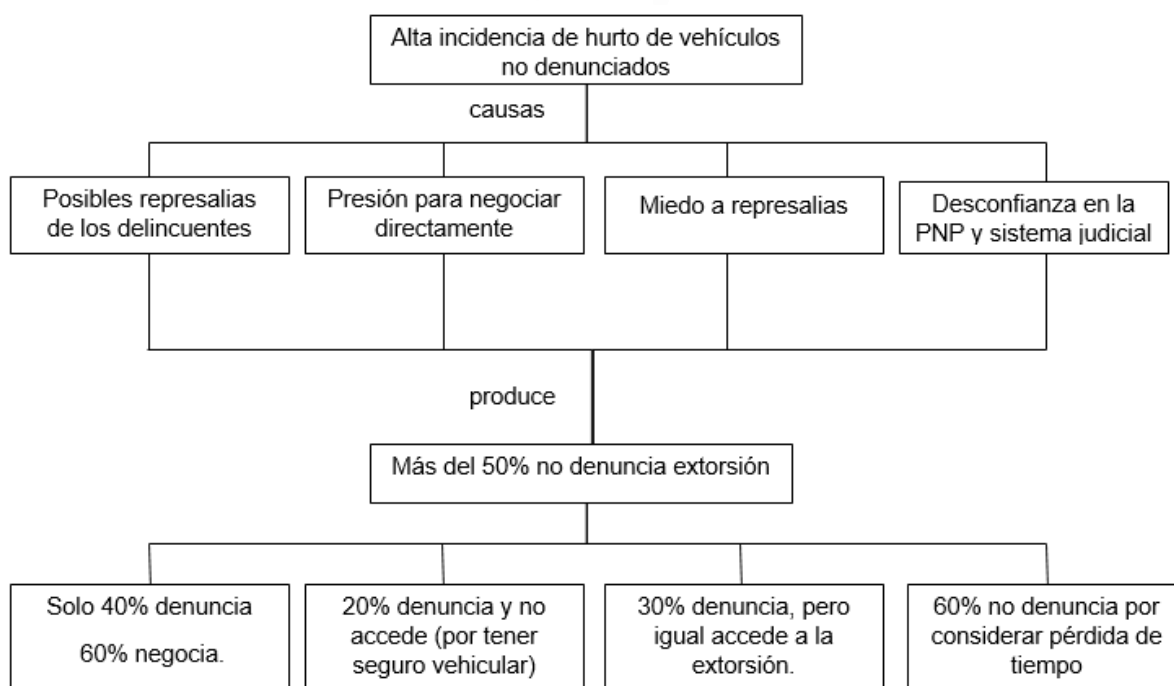 Alta incidencia de hurto de vehículos
no denunciados
causas
Posibles represalias
de los delincuentes
Presión para negociar
directamente
Miedo a represalias
Desconfianza en la
PNP y sistema judicial
produce
Más del 50% no denuncia extorsión
Solo 40% denuncia
60% negocia.
20% denuncia y no
accede (por tener
seguro vehicular)
30% denuncia, pero
igual accede a la
extorsión.
60% no denuncia por
considerar pérdida de
tiempo